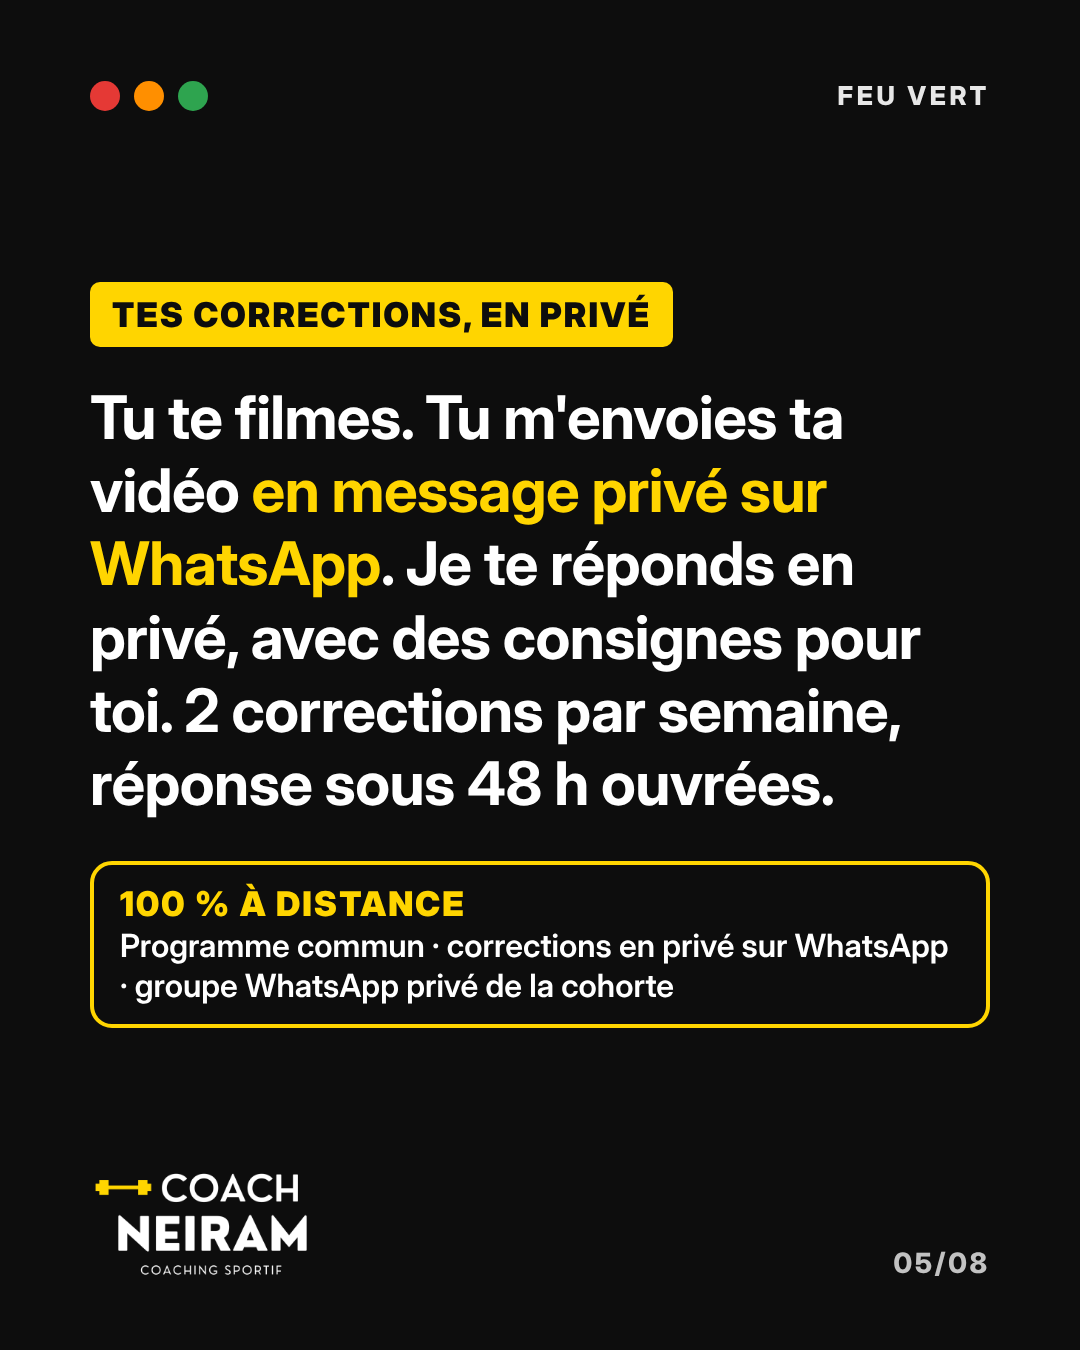 FEU VERT
TES CORRECTIONS, EN PRIVÉ
Tu te filmes. Tu m'envoies ta
vidéo en message privé sur
WhatsApp. Je te réponds en
privé, avec des consignes pour
toi. 2 corrections par semaine,
réponse sous 48 h ouvrées.
100 % À DISTANCE
Programme commun · corrections en privé sur WhatsApp
· groupe WhatsApp privé de la cohorte
COACH
NEIRAM
COACHING SPORTIF
05/08